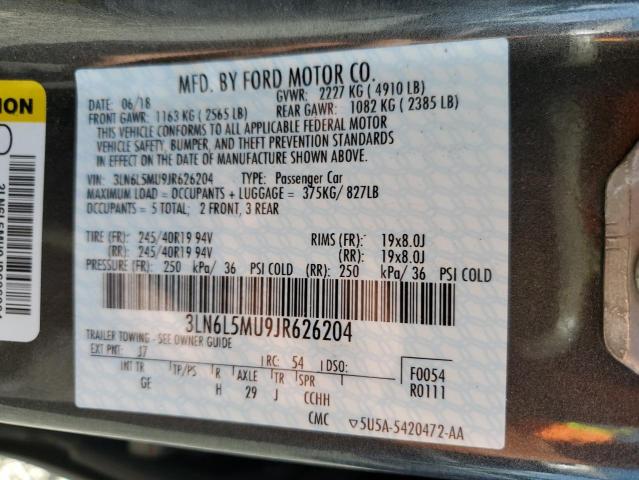 MFD. BY FORD MOTOR CO.
DATE: 06/18 GVWR: 2227 KG (4910 LB)
FRONT GAWR: 1163 KG (2565 LB) REAR GAWR: 1082 KG (2385 LB)
THIS VEHICLE CONFORMS TO ALL APPLICABLE FEDERAL MOTOR
VEHICLE SAFETY, BUMPER, AND THEFT PREVENTION STANDARDS
IN EFFECT ON THE DATE OF MANUFACTURE SHOWN ABOVE.
VIN: 3LN6L5MU9JR626204 TYPE: Passenger Car
MAXIMUM LOAD = OCCUPANTS + LUGGAGE = 375KG/ 827LB
OCCUPANTS = 5 TOTAL; 2 FRONT, 3 REAR
TIRE (FR): 245/40R19 94V RIMS (FR): 19x8.0J
(RR): 245/40R19 94V (RR): 19x8.0J
PRESSURE (FR): 250 kPa/ 36 PSI COLD (RR): 250 kPa/ 36 PSI COLD
3LN6L5MU9JR626204
TRAILER TOWING - SEE OWNER GUIDE
EXT PNT: J7 RC: 54 DSO: F0054
INT TR TP/PS R AXLE TR SPR R0111
GE H 29 J CCHH
CMC ▽5U5A-5420472-AA
ION